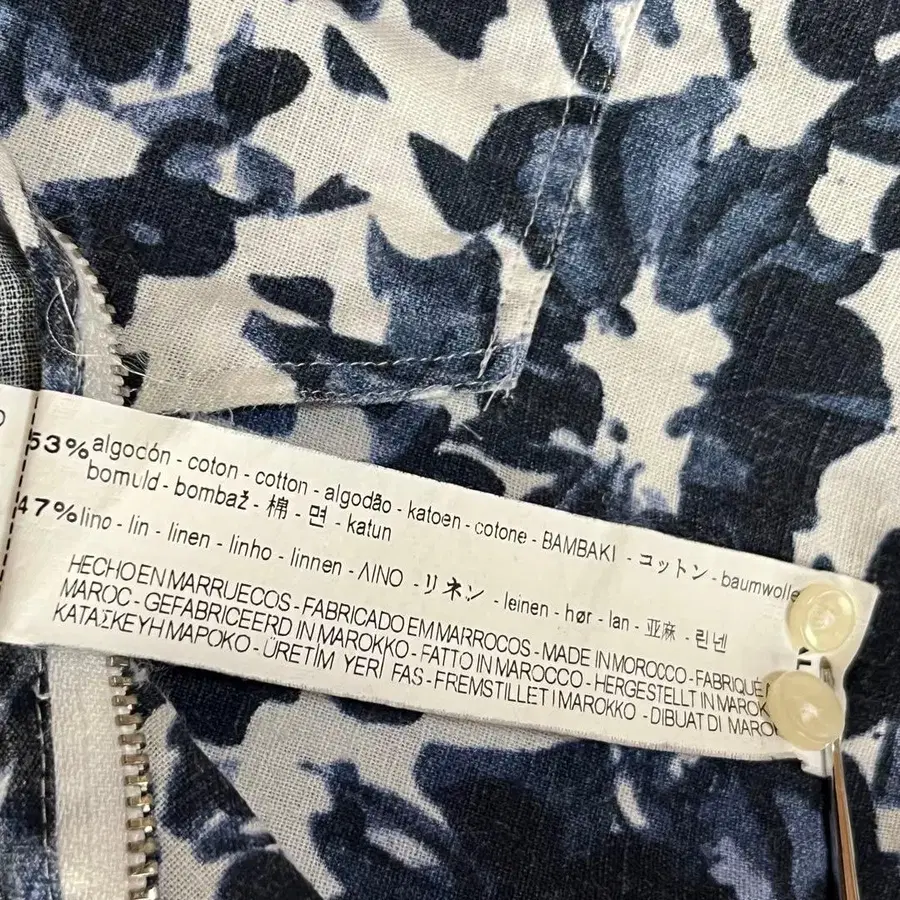 53% algocón - coton - cotton - algodão - katoen - cotone - BAMBAKI - コットン - baumwolle
bomuld - bombaž - 棉 - 면 - katun
47% lino - lin - linen - linho - linnen - ΛΙΝΟ - リネン - leinen - hør - lan - 亚麻 - 린넨
HECHO EN MARRUECOS - FABRICADO EM MARROCOS - MADE IN MOROCCO - FABRIQUÉ
MAROC - GEFABRICEERD IN MAROKKO - FATTO IN MAROCCO - HERGESTELLT IN MAROK
ΚΑΤΑΣΚΕΥΗ ΜΑΡΟΚΟ - ÜRETİM YERİ FAS - FREMSTILLET I MAROKKO - DIBUAT DI MARO